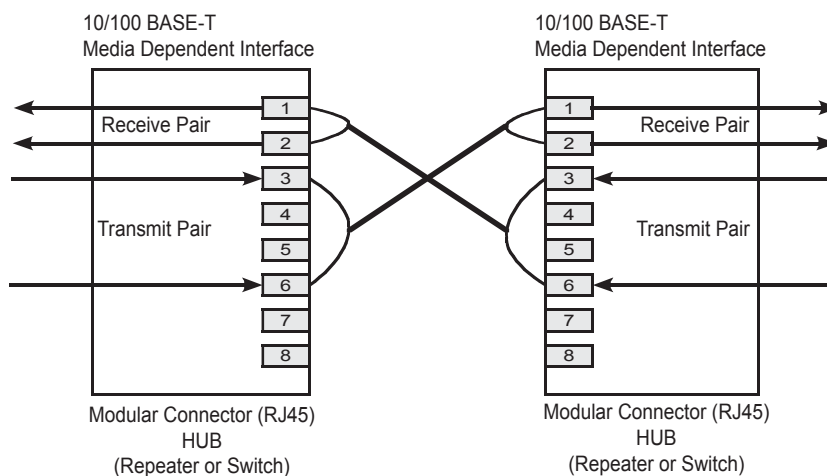 10/100 BASE-T
Media Dependent Interface
1
Receive Pair
2
3
4
Transmit Pair
5
6
7
8
Modular Connector (RJ45)
HUB
(Repeater or Switch)
10/100 BASE-T
Media Dependent Interface
1
Receive Pair
2
3
4
Transmit Pair
5
6
7
8
Modular Connector (RJ45)
HUB
(Repeater or Switch)